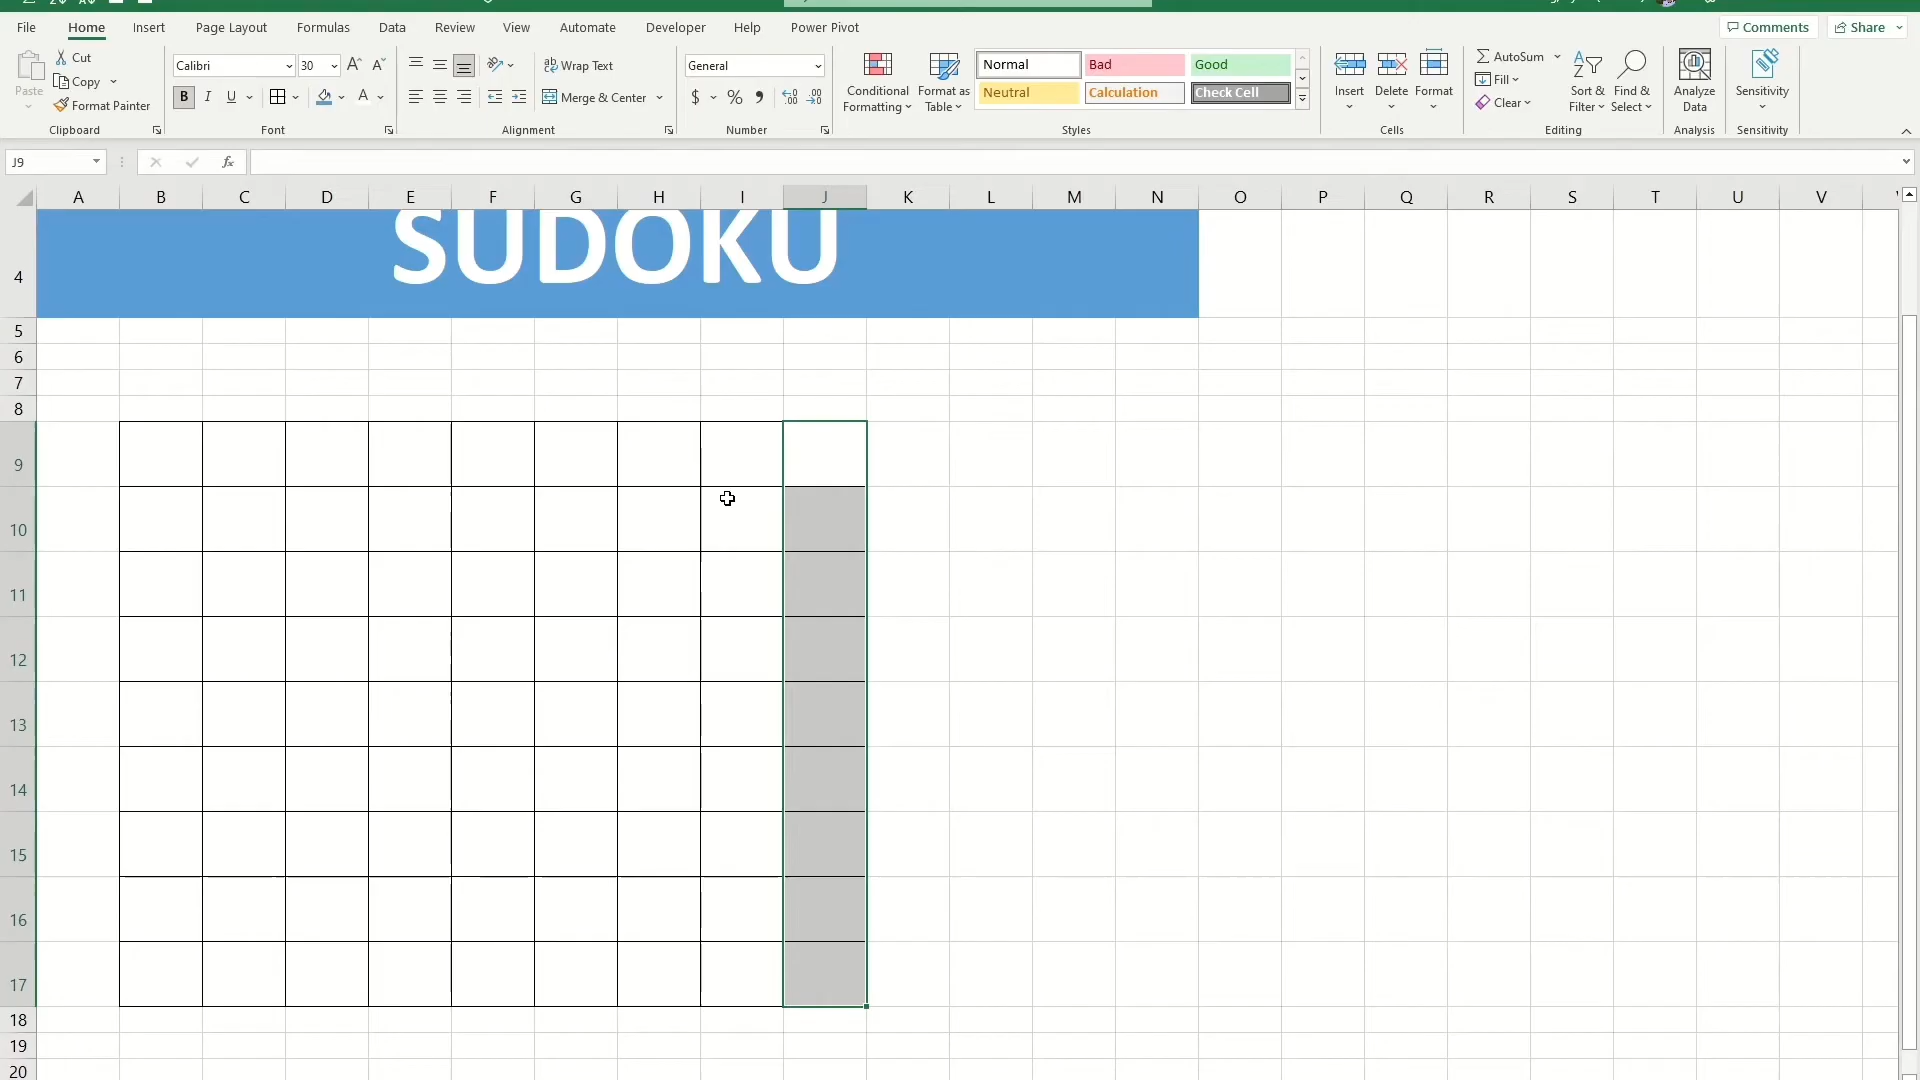 File Home Insert Page Layout Formulas Data Review View Automate Developer Help Power Pivot Comments Share
Paste
Cut
Copy
Format Painter
Clipboard
Calibri 30
B I U
Font
Wrap Text
Merge & Center
Alignment
General
$ % ,
Number
Conditional Formatting
Format as Table
Normal Bad Good
Neutral Calculation Check Cell
Styles
Insert Delete Format
Cells
AutoSum
Fill
Clear
Sort & Filter
Find & Select
Editing
Analyze Data
Analysis
Sensitivity
Sensitivity
J9 fx
A B C D E F G H I J K L M N O P Q R S T U V
SUDOKU
4
5
6
7
8
9
10
11
12
13
14
15
16
17
18
19
20